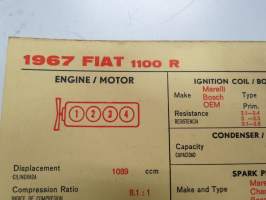 1967 FIAT 1100 R
ENGINE / MOTOR
1 2 3 4
Displacement 1089 ccm
CILINDRADA
Compression Ratio 8.1 : 1
IGNITION COIL / BO
Make Marelli Type
Bosch
OEM Prim.
Resistance
RESISTENCIA
CONDENSER /
Capacity
CAPACIDAD
SPARK P
Make and Type Mare